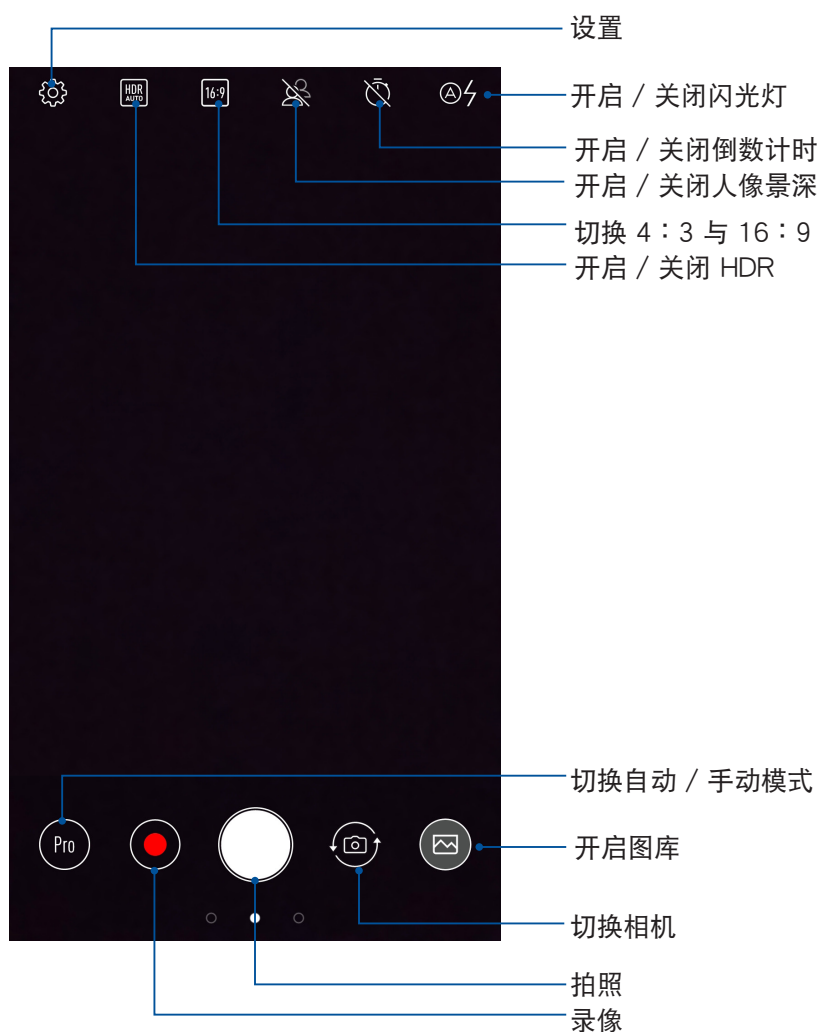 设置
HDR
AUTO
16:9
A
开启 / 关闭闪光灯
开启 / 关闭倒数计时
开启 / 关闭人像景深
切换 4：3 与 16：9
开启 / 关闭 HDR
切换自动 / 手动模式
Pro
开启图库
切换相机
拍照
录像